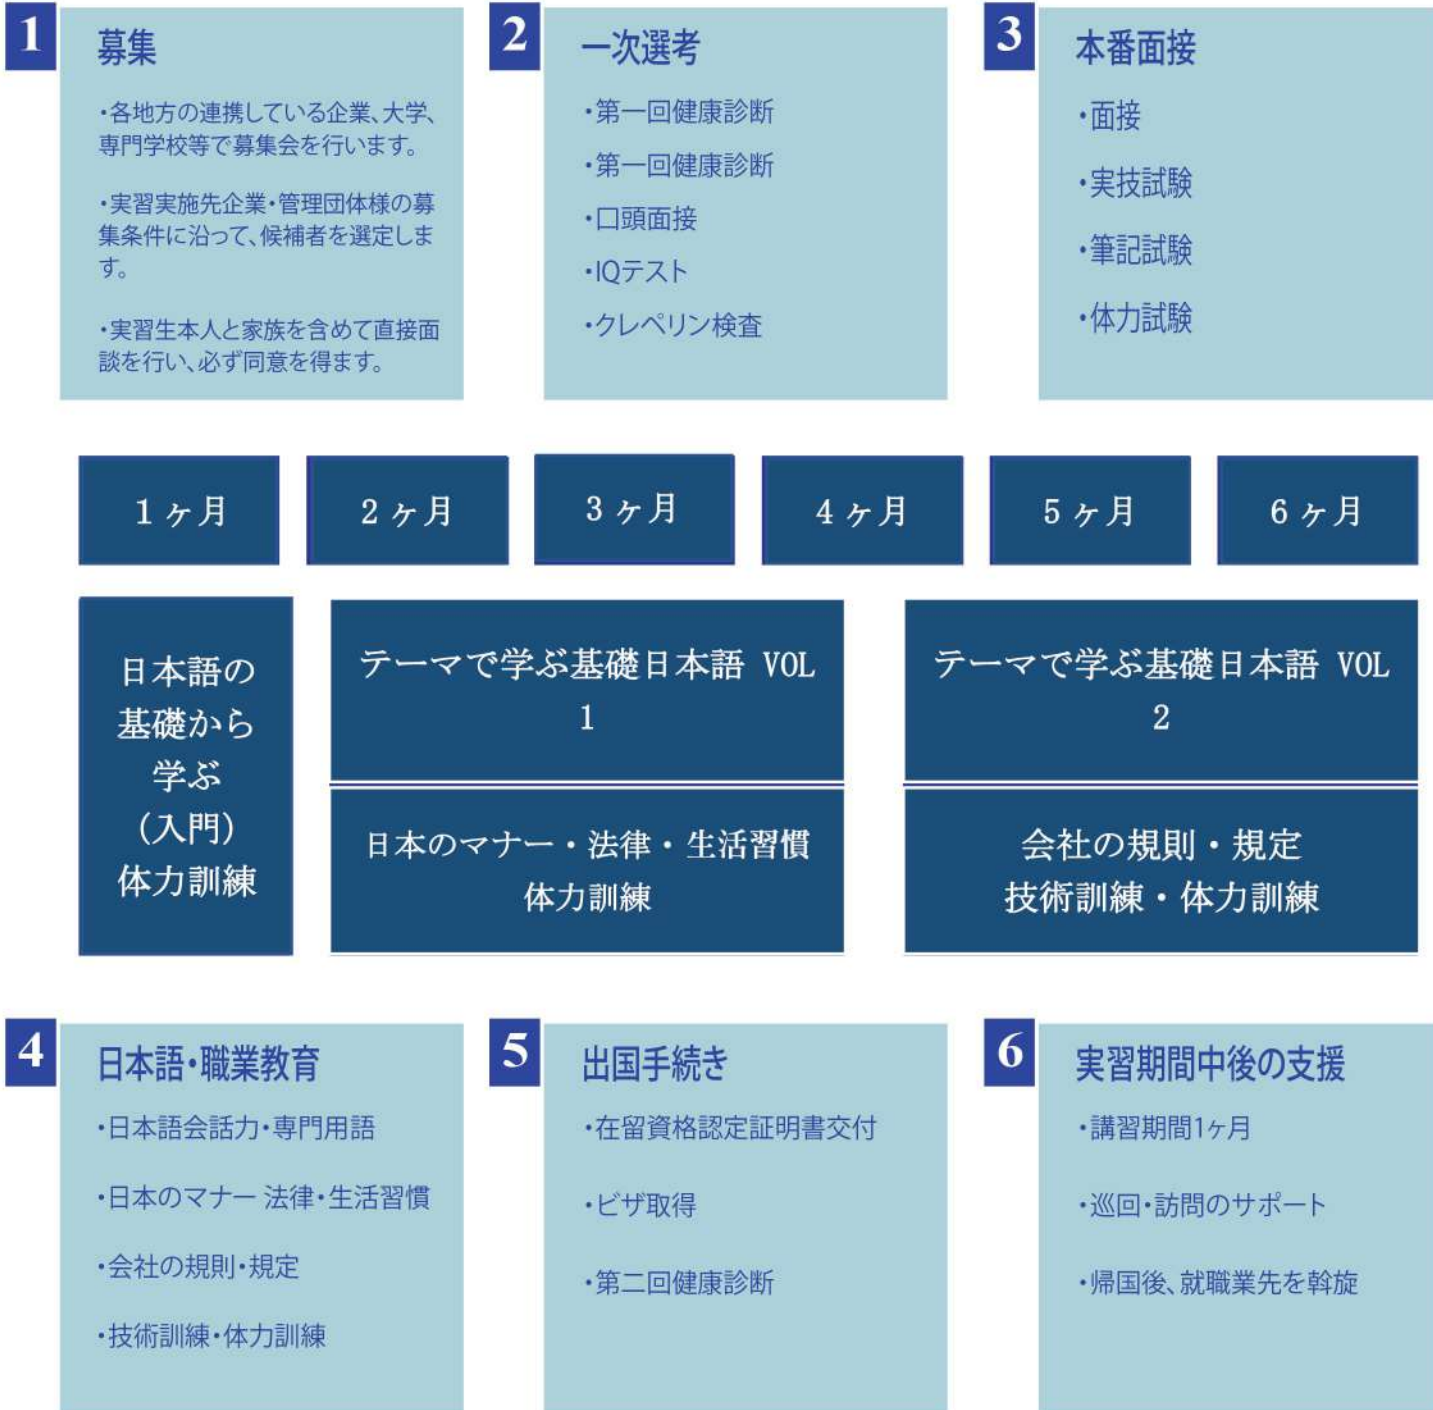 1
募集
・各地方の連携している企業、大学、
専門学校等で募集会を行います。
・実習実施先企業・管理団体様の募
集条件に沿って、候補者を選定しま
す。
・実習生本人と家族を含めて直接面
談を行い、必ず同意を得ます。
2
一次選考
・第一回健康診断
・第一回健康診断
・口頭面接
・IQテスト
・クレペリン検査
3
本番面接
・面接
・実技試験
・筆記試験
・体力試験
1ヶ月
2ヶ月
3ヶ月
4ヶ月
5ヶ月
6ヶ月
日本語の
基礎から
学ぶ
（入門）
体力訓練
テーマで学ぶ基礎日本語 VOL
1
日本のマナー・法律・生活習慣
体力訓練
テーマで学ぶ基礎日本語 VOL
2
会社の規則・規定
技術訓練・体力訓練
4
日本語・職業教育
・日本語会話力・専門用語
・日本のマナー 法律・生活習慣
・会社の規則・規定
・技術訓練・体力訓練
5
出国手続き
・在留資格認定証明書交付
・ビザ取得
・第二回健康診断
6
実習期間中後の支援
・講習期間1ヶ月
・巡回・訪問のサポート
・帰国後、就職業先を斡旋